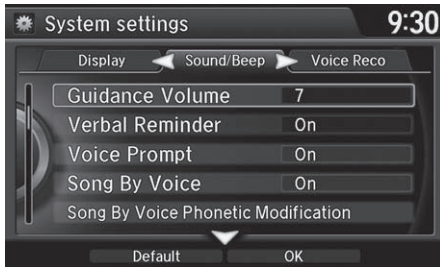 System settings 9:30
Display Sound/Beep Voice Reco
Guidance Volume 7
Verbal Reminder On
Voice Prompt On
Song By Voice On
Song By Voice Phonetic Modification
Default OK